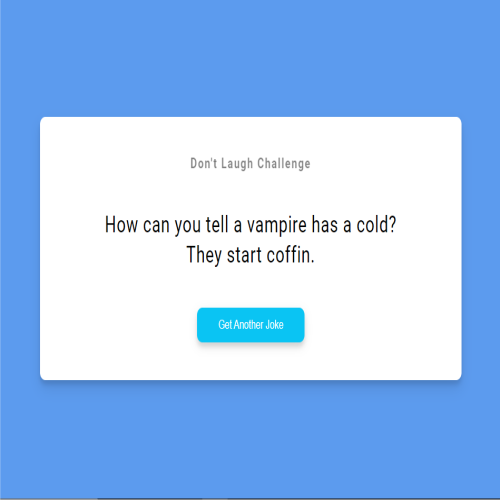 Don't Laugh Challenge
How can you tell a vampire has a cold?
They start coffin.
Get Another Joke